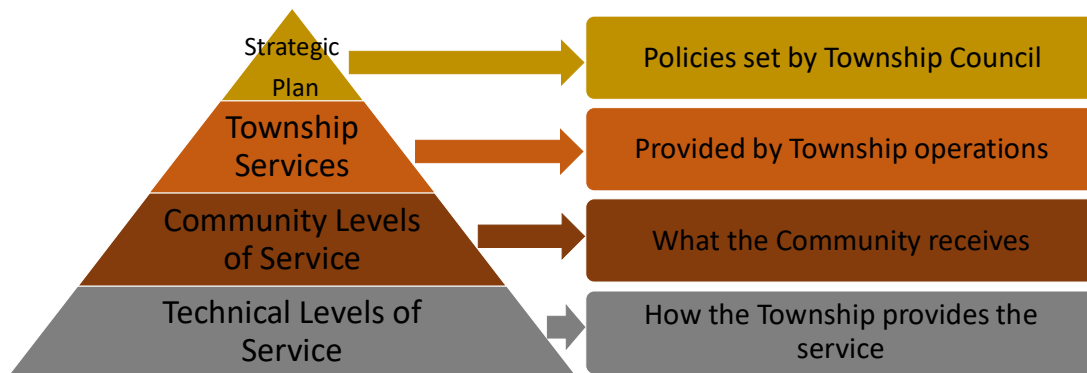 Strategic
Plan
Policies set by Township Council
Township
Services
Provided by Township operations
Community Levels
of Service
What the Community receives
Technical Levels of
Service
How the Township provides the
service